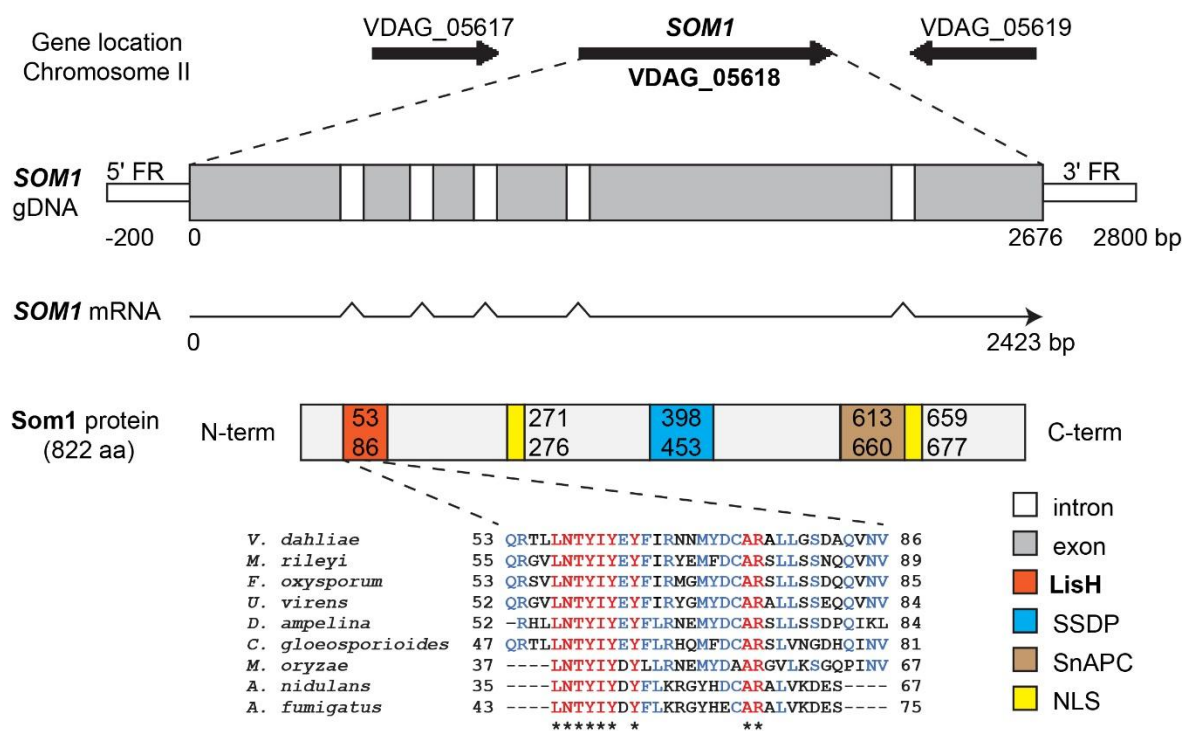 Gene location
Chromosome II
VDAG_05617
SOM1
VDAG_05619
VDAG_05618
SOM1
gDNA
5' FR
3' FR
-200
0
2676
2800 bp
SOM1 mRNA
0
2423 bp
Som1 protein
(822 aa)
N-term
53
86
271
276
398
453
613
660
659
677
C-term
V. dahliae 53 QRTLLNTYIYEYFIRNNMYDCARALLGSDAQVNV 86
M. rileyi 55 QRGVLNTYIYEYFIRYEMFDCARSLLSSNQQVNV 89
F. oxysporum 53 QRSVLNTYIYEYFIRMGMYDCARSLLSSDQQVNV 85
U. virens 52 QRGVLNTYIYEYFIRYGMYDCARSLLSSEQQVNV 84
D. ampelina 52 -RHLLNTYIYEYFLRNEMYDCARSLLSSDPQIKL 84
C. gloeosporioides 47 QRTLLNTYIYEYFLRHQMFDCARSLVNGDHQINV 81
M. oryzae 37 ----LNTYIYDYLLRNEMYDAARGVLKSGQPINV 67
A. nidulans 35 ----LNTYIYDYFLKRGYHDCARALVKDES---- 67
A. fumigatus 43 ----LNTYIYDYFLKRGYHECARALVKDES---- 75
****** * **
intron
exon
LisH
SSDP
SnAPC
NLS